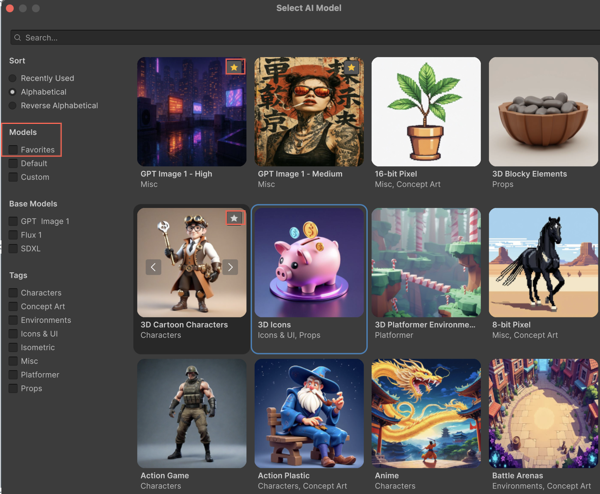 Select AI Model
Search...
Sort
Recently Used
Alphabetical
Reverse Alphabetical
Models
Favorites
Default
Custom
Base Models
GPT Image 1
Flux 1
SDXL
Tags
Characters
Concept Art
Environments
Icons & UI
Isometric
Misc
Platformer
Props
GPT Image 1 - High
Misc
GPT Image 1 - Medium
Misc
16-bit Pixel
Misc, Concept Art
3D Blocky Elements
Props
3D Cartoon Characters
Characters
3D Icons
Icons & UI, Props
3D Platformer Environme...
Platformer
8-bit Pixel
Misc, Concept Art
Action Game
Characters
Action Plastic
Characters, Concept Art
Anime
Characters
Battle Arenas
Environments, Concept Art